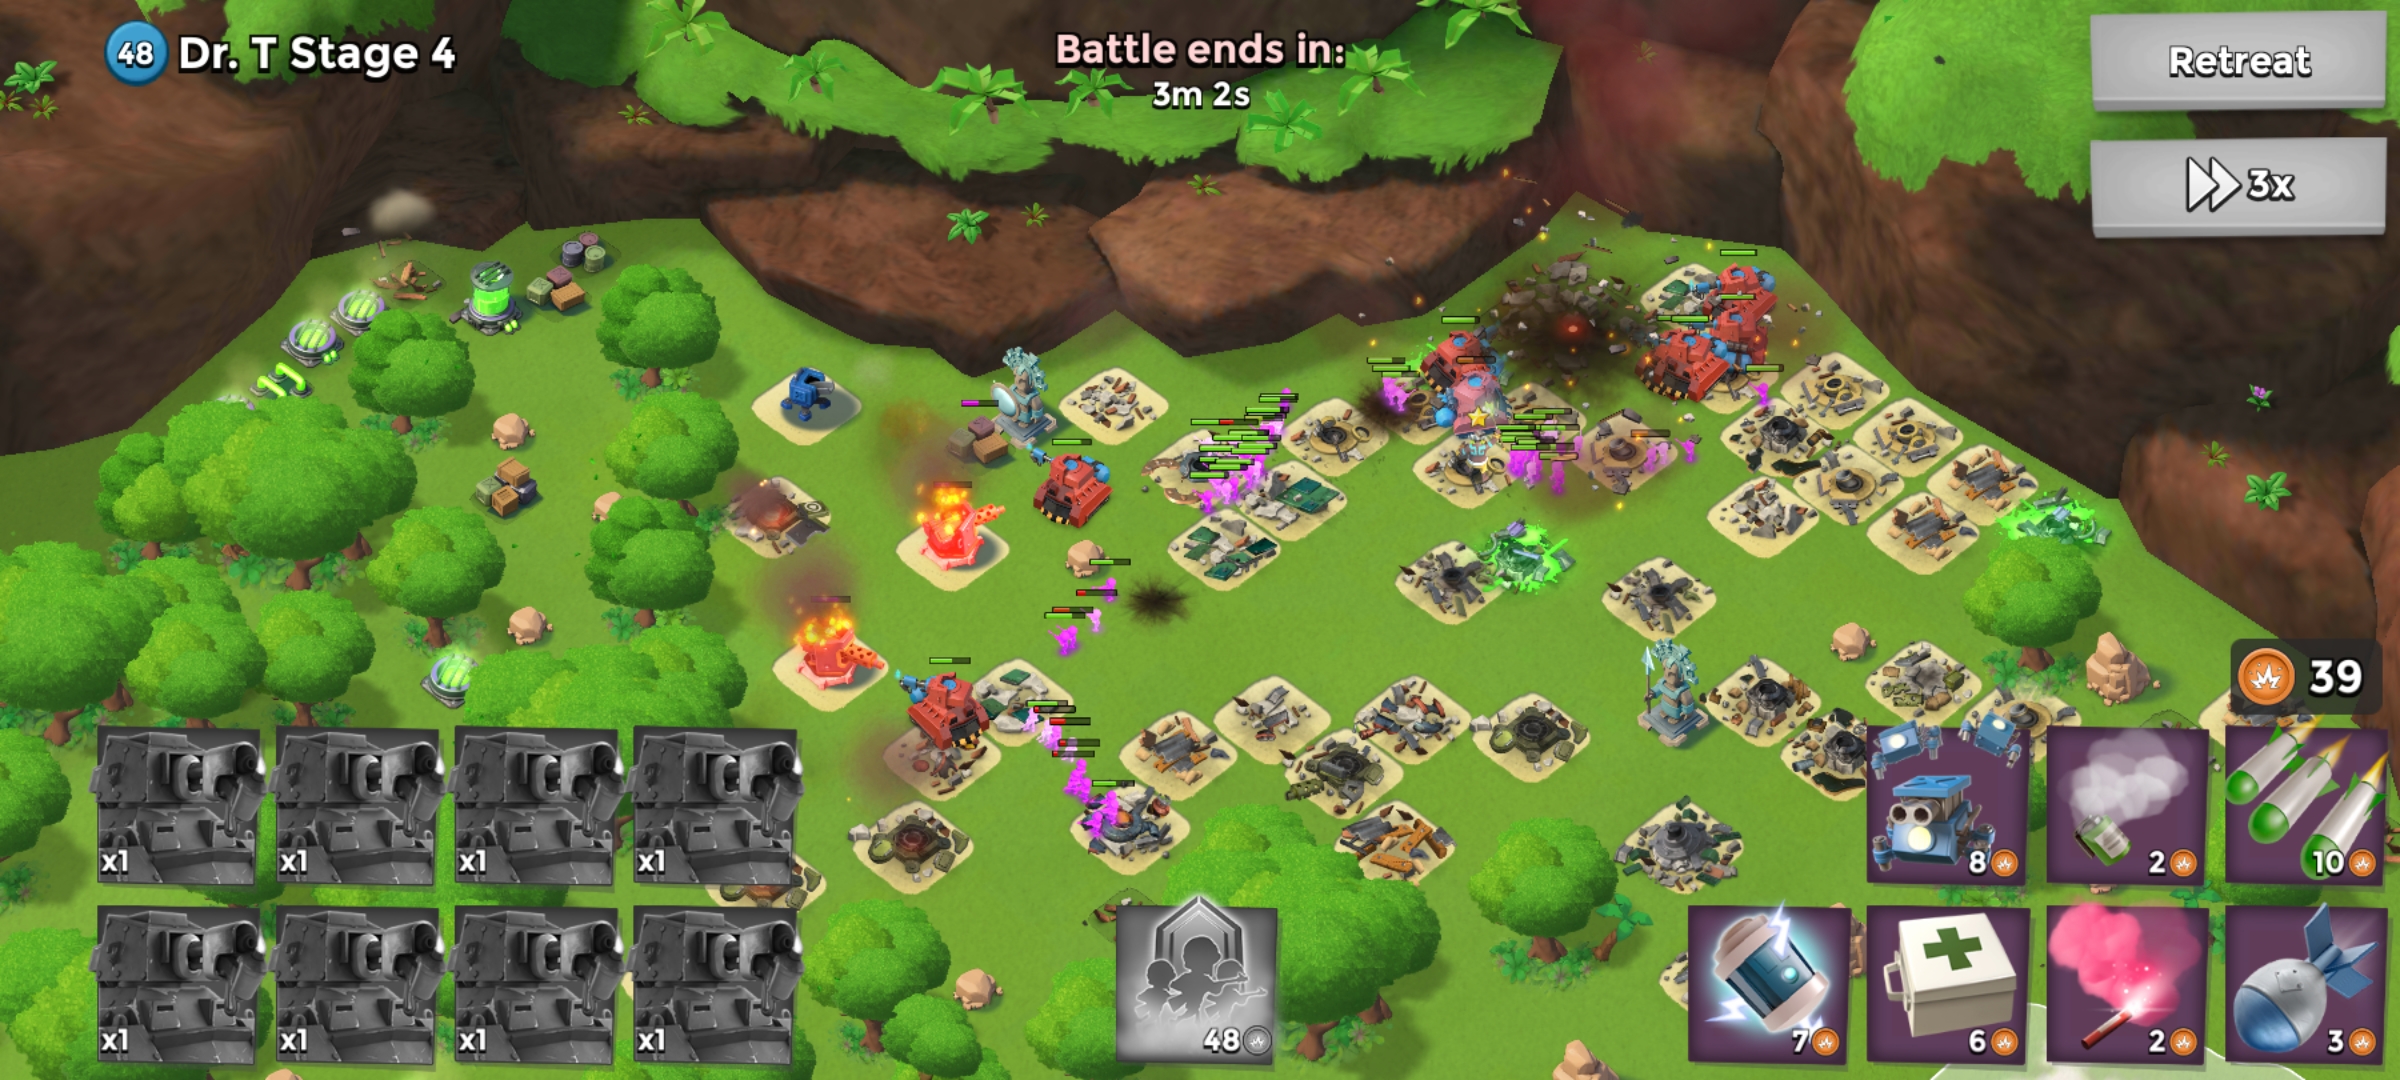 48 Dr. T Stage 4
Battle ends in:
3m 2s
Retreat
3x
39
x1 x1 x1 x1
8 2 10
x1 x1 x1 x1
48
7 6 2 3